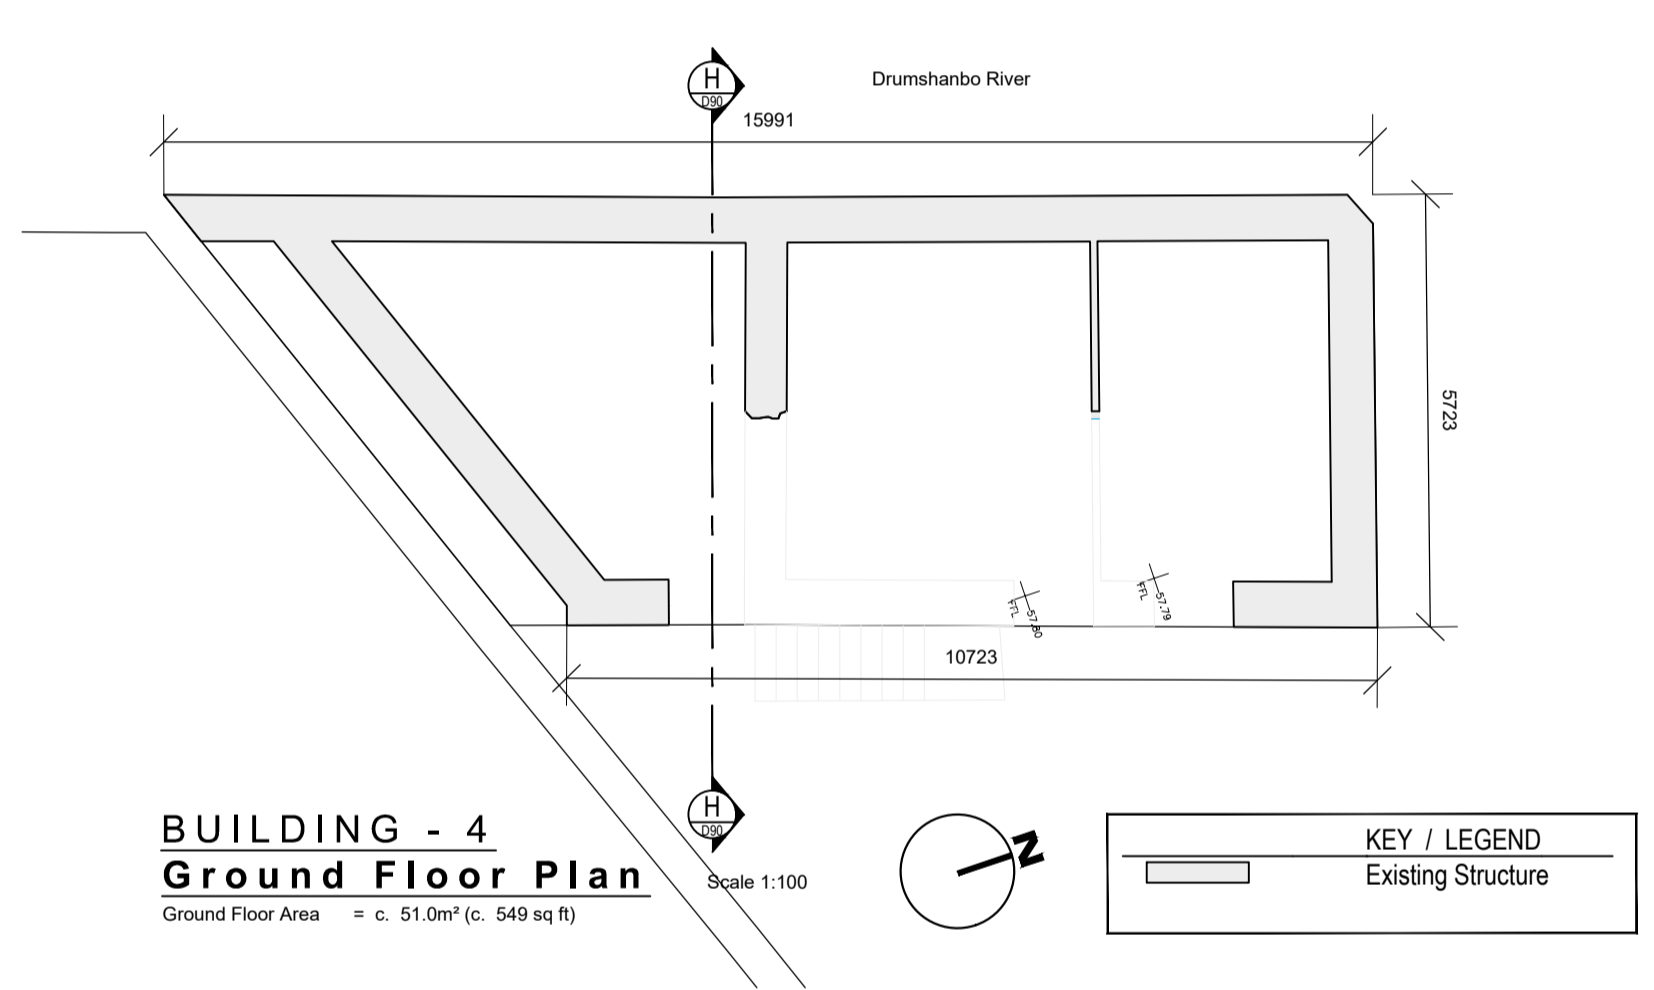 H
D90
Drumshanbo River
15991
5723
FFL
57.80
FFL
57.79
10723
H
D90
BUILDING - 4
Ground Floor Plan
Scale 1:100
Ground Floor Area = c. 51.0m² (c. 549 sq ft)
N
KEY / LEGEND
Existing Structure